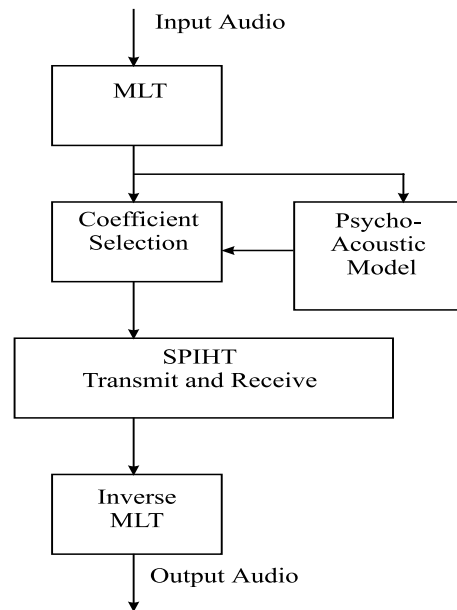 Input Audio
MLT
Coefficient
Selection
Psycho-
Acoustic
Model
SPIHT
Transmit and Receive
Inverse
MLT
Output Audio